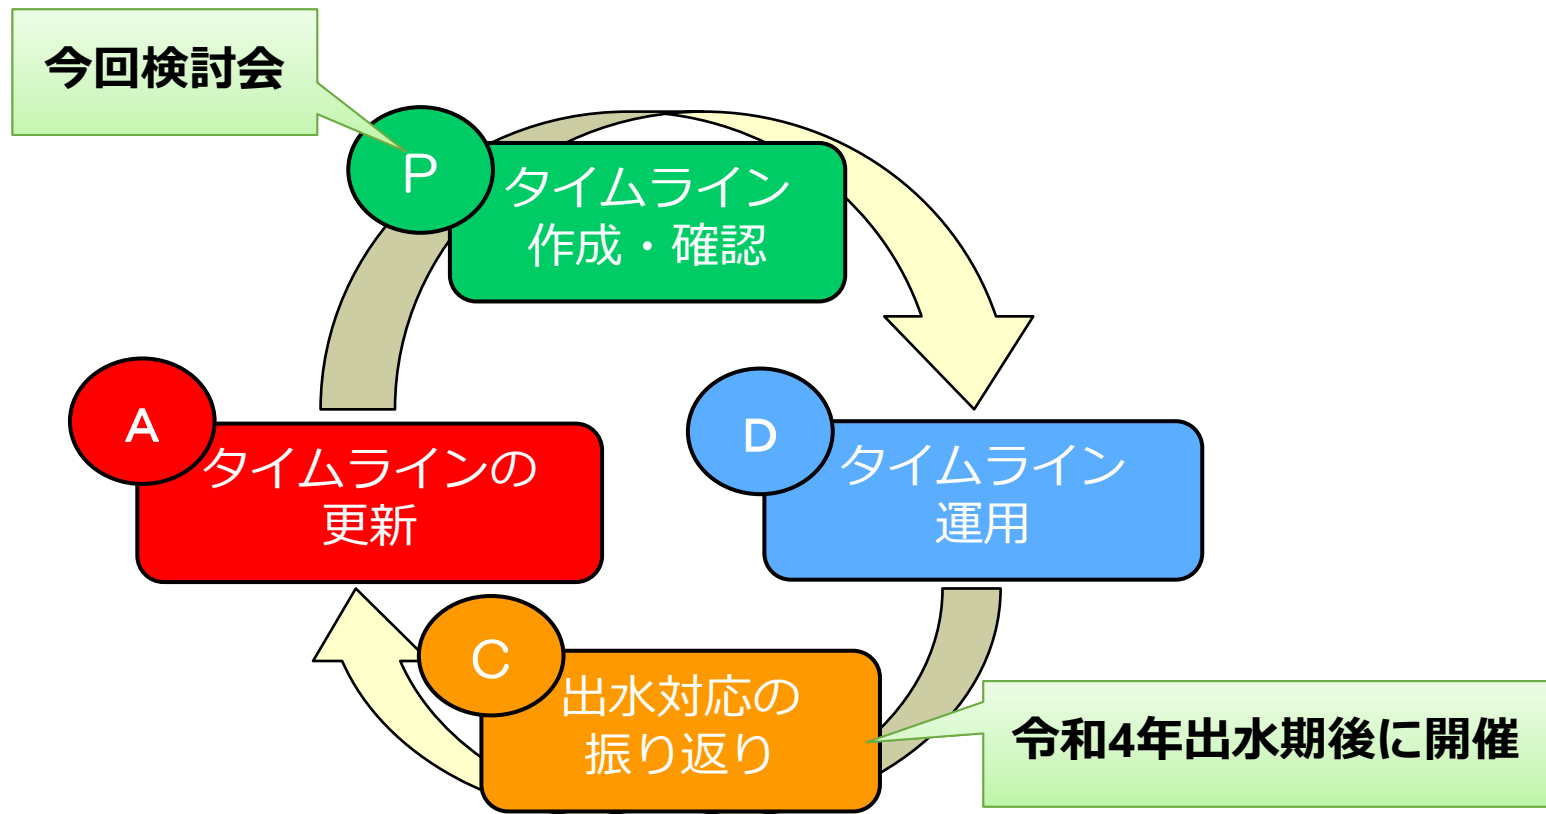 今回検討会
P
タイムライン
作成・確認
A
タイムラインの
更新
D
タイムライン
運用
C
出水対応の
振り返り
令和4年出水期後に開催